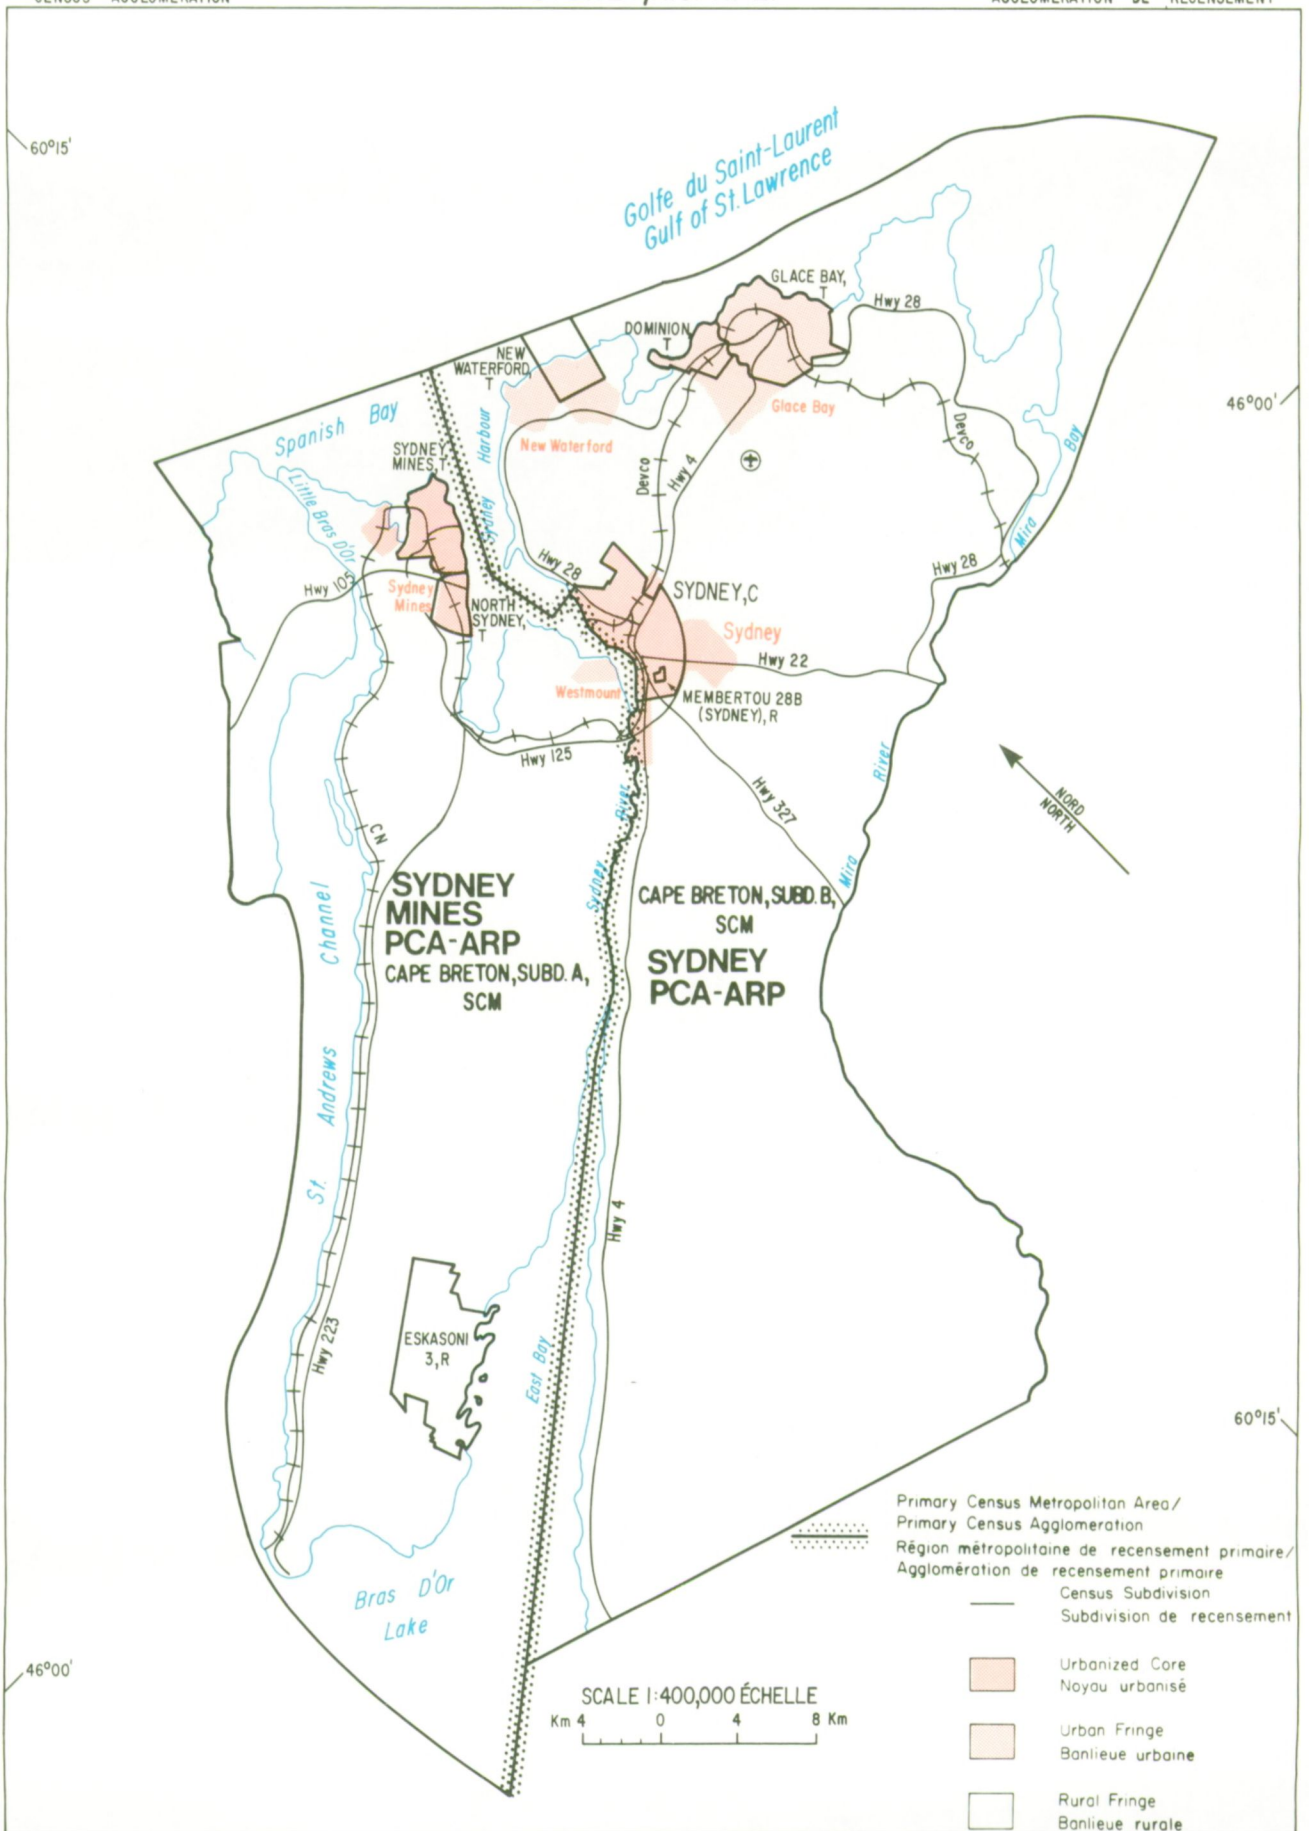 CENSUS AGGLOMERATION
AGGLOMÉRATION DE RECENSEMENT
60°15'
Golfe du Saint-Laurent
Gulf of St. Lawrence
GLACE BAY,
T
Hwy 28
DOMINION,
T
NEW
WATERFORD,
T
46°00'
Glace Bay
Spanish Bay
Sydney Harbour
New Waterford
Devco
Hwy 4
Devco
Mira Bay
SYDNEY
MINES, T
Little Bras D'Or
Hwy 28
Hwy 28
Hwy 105
Sydney
Mines
NORTH
SYDNEY,
T
SYDNEY, C
Sydney
Hwy 22
Westmount
MEMBERTOU 28B
(SYDNEY), R
Hwy 125
Hwy 327
Mira River
NORD
NORTH
CN
Sydney River
SYDNEY
MINES
PCA-ARP
CAPE BRETON, SUBD. A,
SCM
CAPE BRETON, SUBD. B,
SCM
SYDNEY
PCA-ARP
St. Andrews Channel
Hwy 4
Hwy 223
ESKASONI
3, R
East Bay
60°15'
Bras D'Or
Lake
46°00'
SCALE 1:400,000 ÉCHELLE
Km 4 0 4 8 Km
Primary Census Metropolitan Area/
Primary Census Agglomeration
Région métropolitaine de recensement primaire/
Agglomération de recensement primaire
Census Subdivision
Subdivision de recensement
Urbanized Core
Noyau urbanisé
Urban Fringe
Banlieue urbaine
Rural Fringe
Banlieue rurale